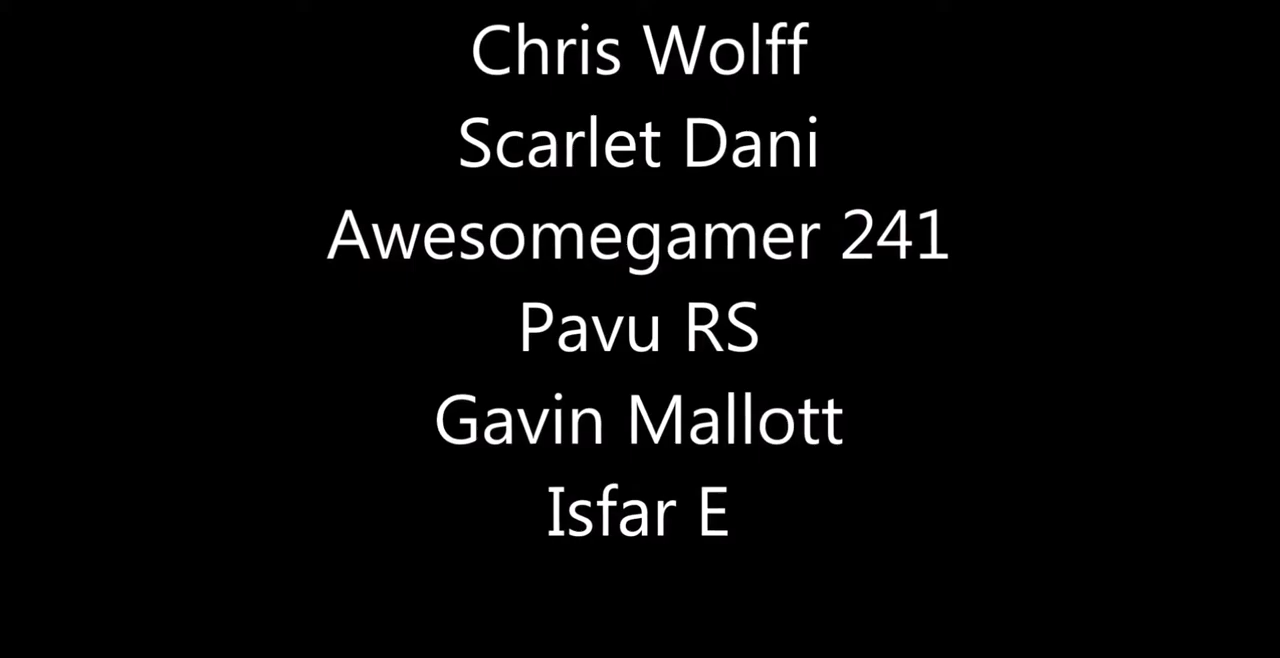 Chris Wolff
Scarlet Dani
Awesomegamer 241
Pavu RS
Gavin Mallott
Isfar E